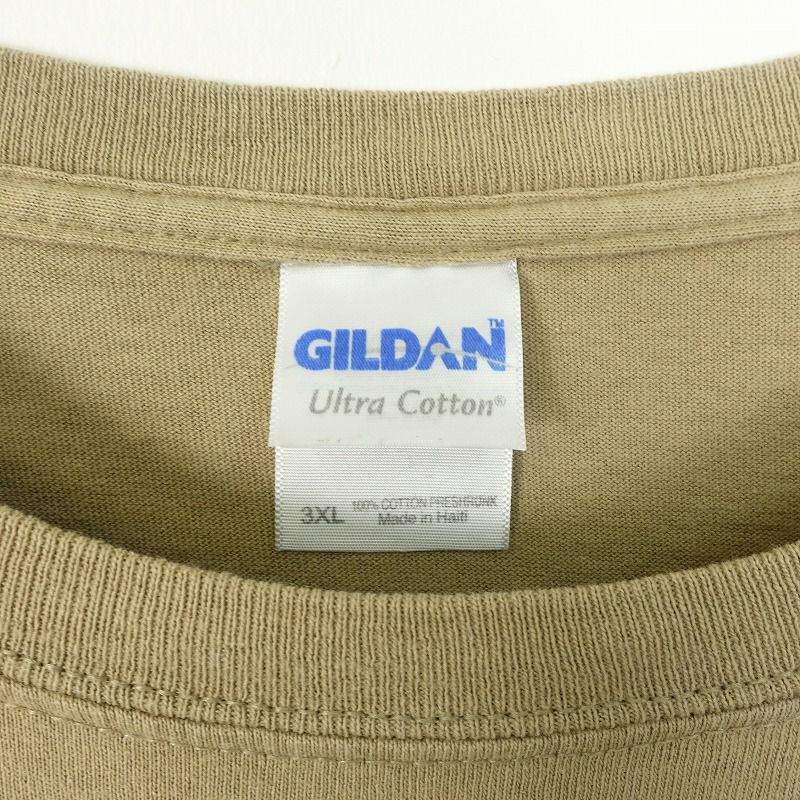 GILDAN™
Ultra Cotton®
3XL 100% COTTON PRESHRUNK
Made in Haiti